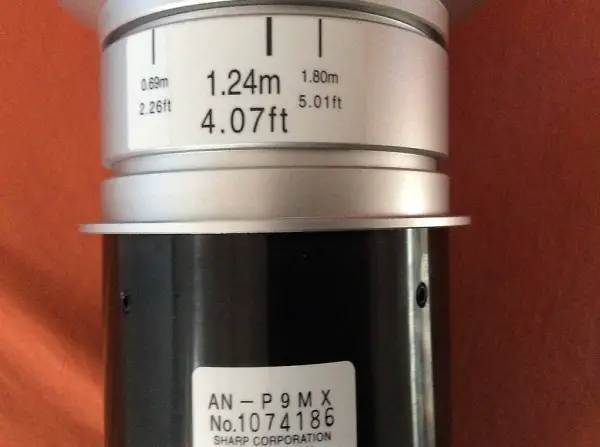 0.69m 1.24m 1.80m
2.26ft 4.07ft 5.01ft
AN-P9MX
No.1074186
SHARP CORPORATION